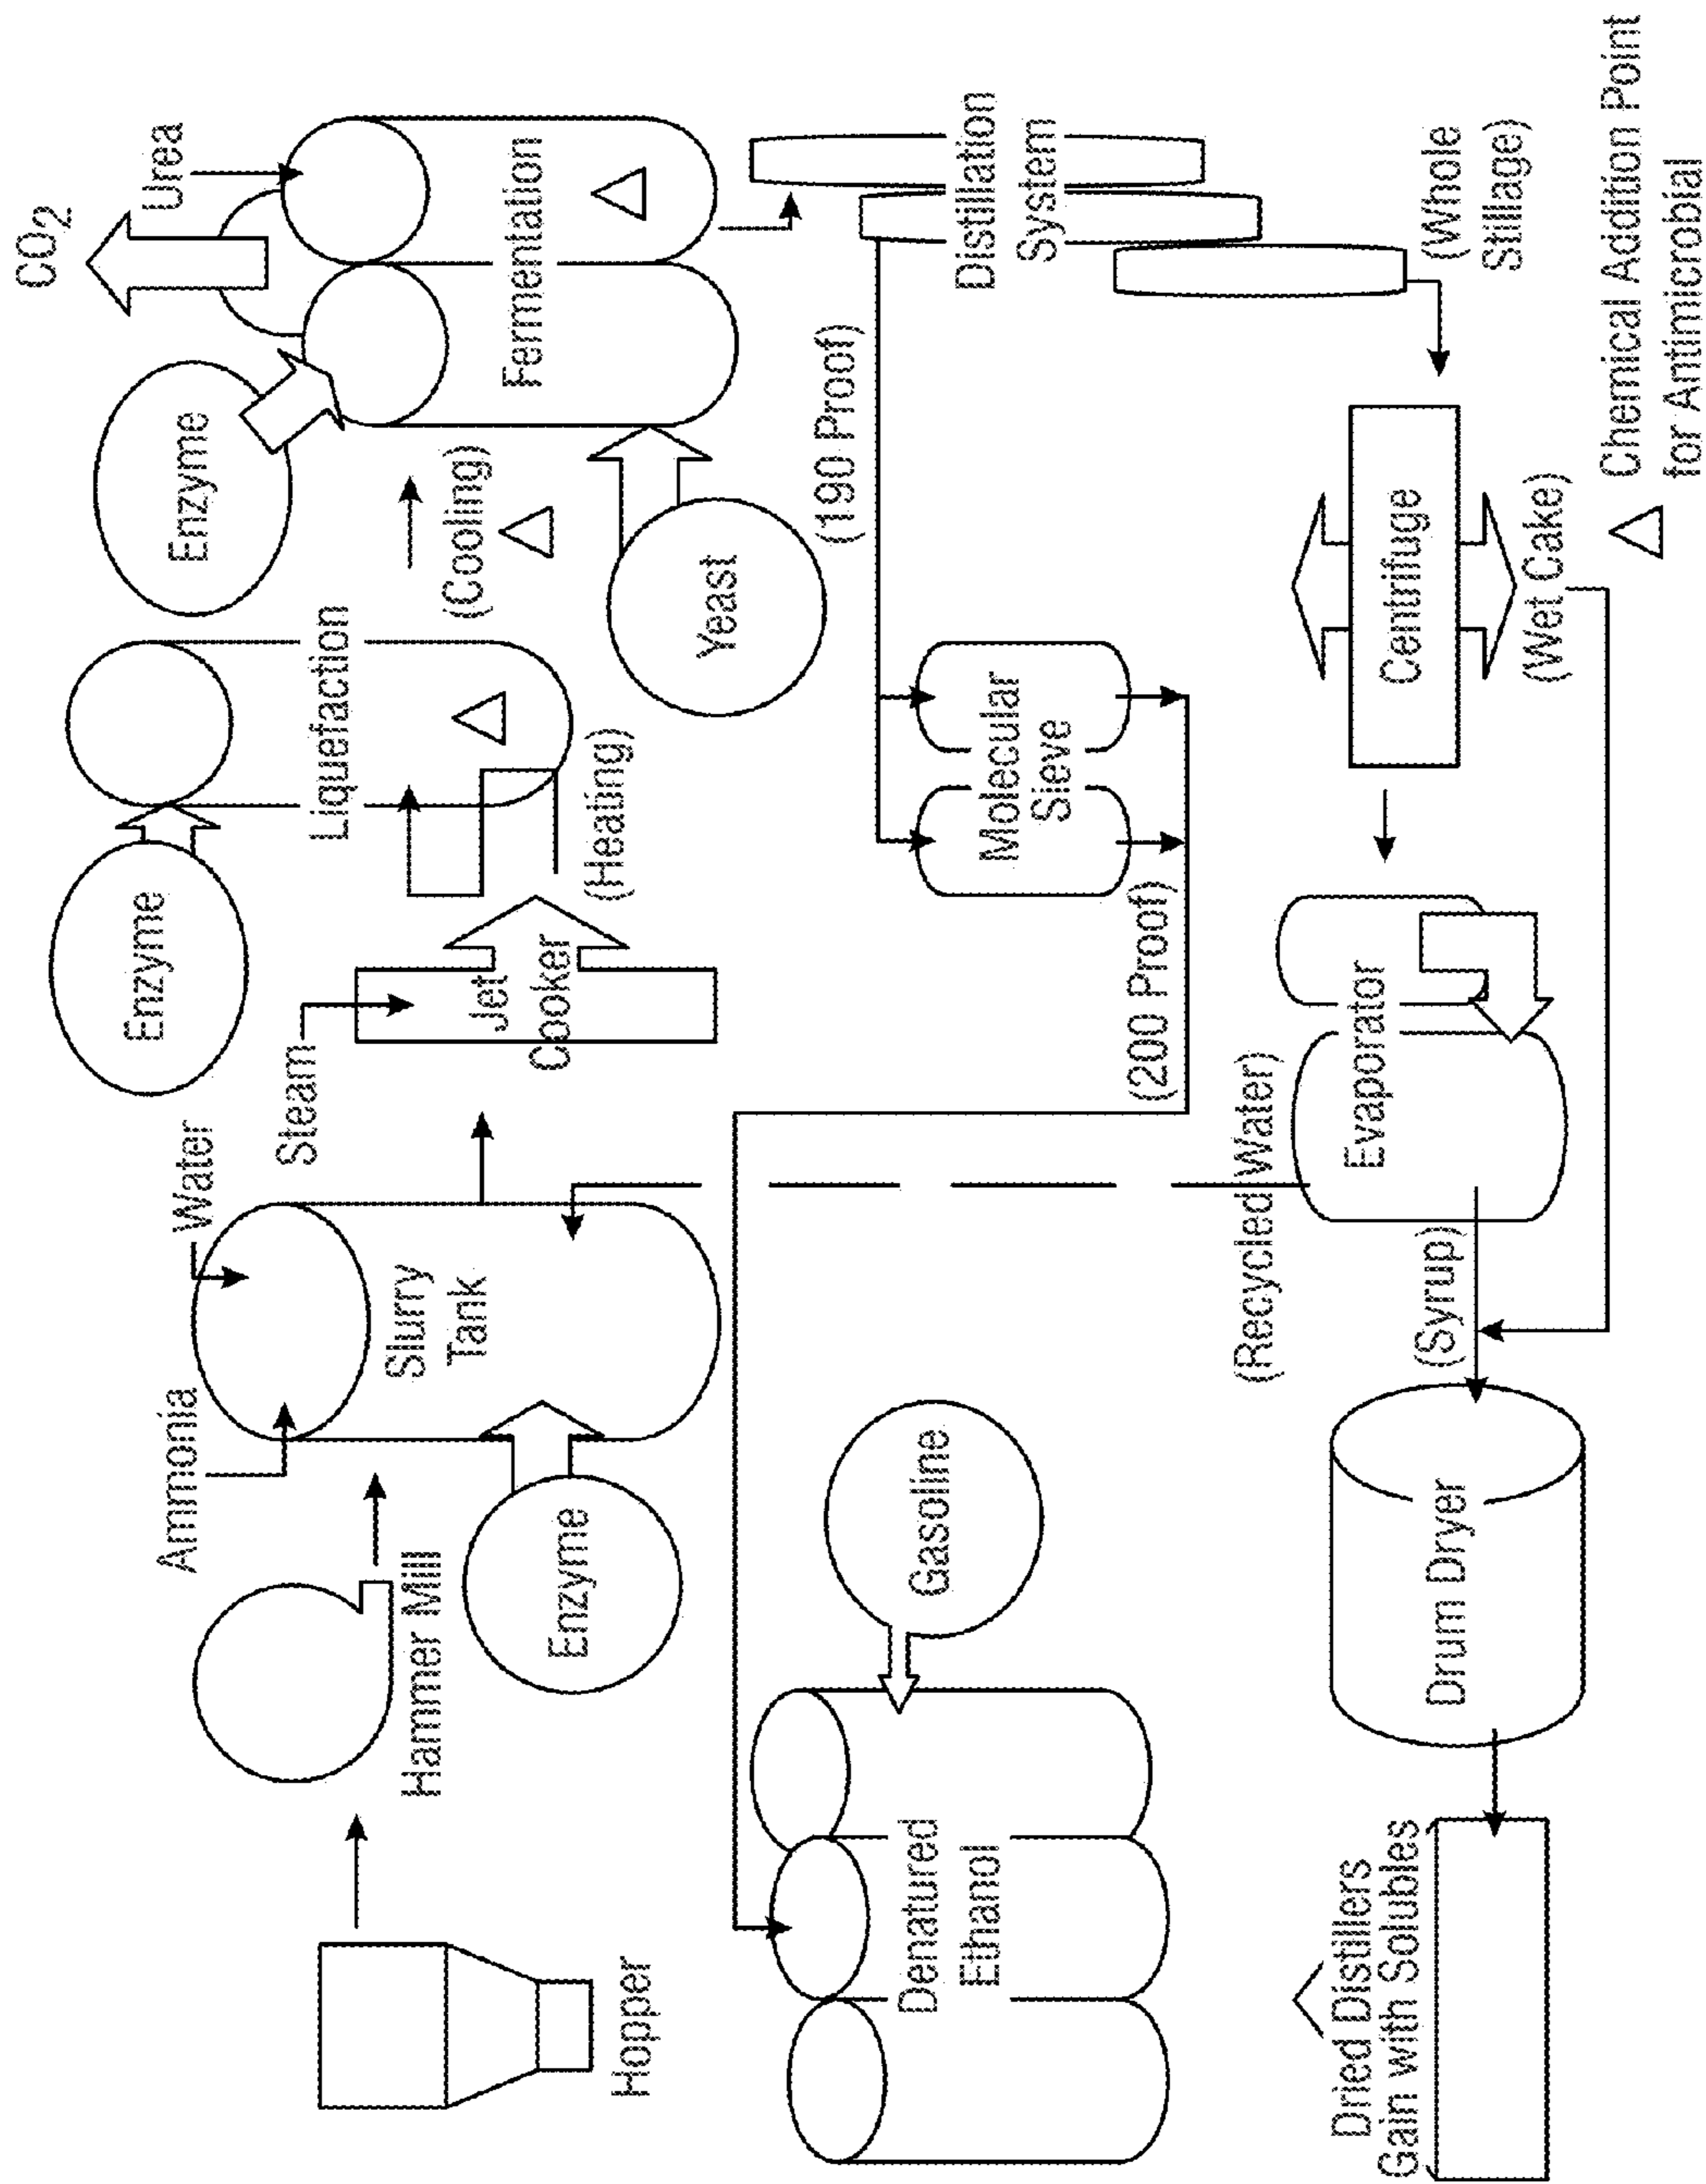 CO2
Urea
Enzyme
Fermentation
(Cooling)
Yeast
Enzyme
Liquefaction
(Heating)
Steam
Jet
Cooker
Water
Ammonia
Slurry
Tank
Enzyme
Hammer Mill
Hopper
Distillation
System
(190 Proof)
Molecular
Sieve
(200 Proof)
Gasoline
Denatured
Ethanol
(Whole
Stillage)
Centrifuge
(Wet Cake)
Evaporator
(Recycled Water)
(Syrup)
Drum Dryer
Dried Distillers
Gain with Solubles
Chemical Addition Point
for Antimicrobial